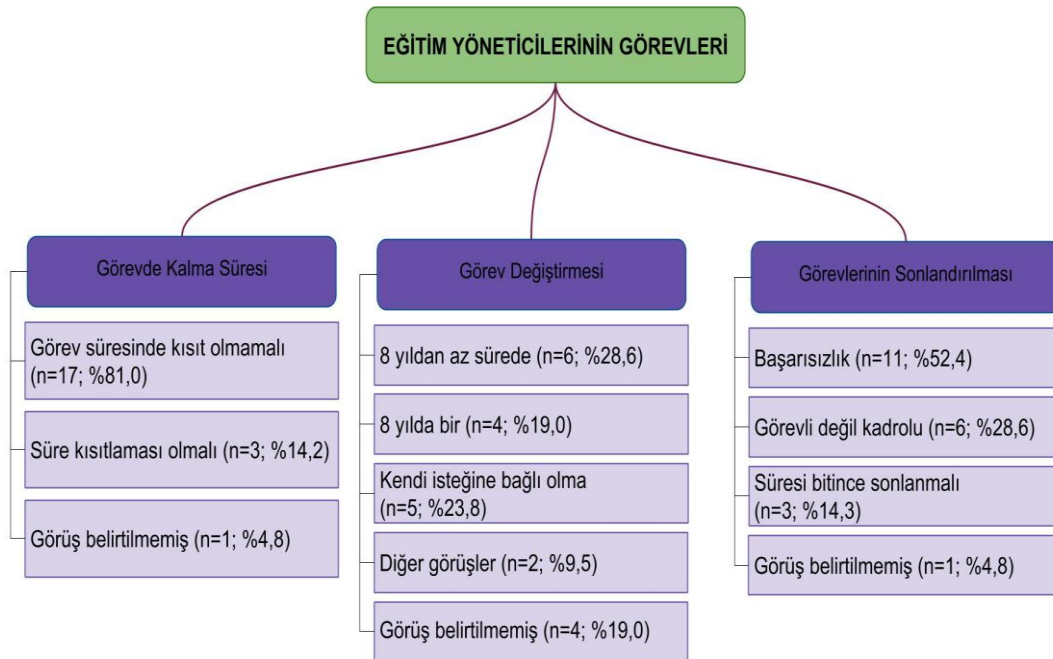 EĞİTİM YÖNETİCİLERİNİN GÖREVLERİ
Görevde Kalma Süresi
Görev süresinde kısıt olmamalı
(n=17; %81,0)
Süre kısıtlaması olmalı (n=3; %14,2)
Görüş belirtilmemiş (n=1; %4,8)
Görev Değiştirmesi
8 yıldan az sürede (n=6; %28,6)
8 yılda bir (n=4; %19,0)
Kendi isteğine bağlı olma
(n=5; %23,8)
Diğer görüşler (n=2; %9,5)
Görüş belirtilmemiş (n=4; %19,0)
Görevlerinin Sonlandırılması
Başarısızlık (n=11; %52,4)
Görevli değil kadrolu (n=6; %28,6)
Süresi bitince sonlanmalı
(n=3; %14,3)
Görüş belirtilmemiş (n=1; %4,8)